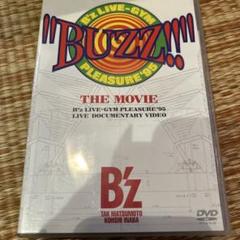 B'z LIVE-GYM
"BUZZ!!"
PLEASURE'95
THE MOVIE
B'z LIVE-GYM PLEASURE'95
LIVE DOCUMENTARY VIDEO
B'z
TAK MATSUMOTO
KOHSHI INABA
DVD